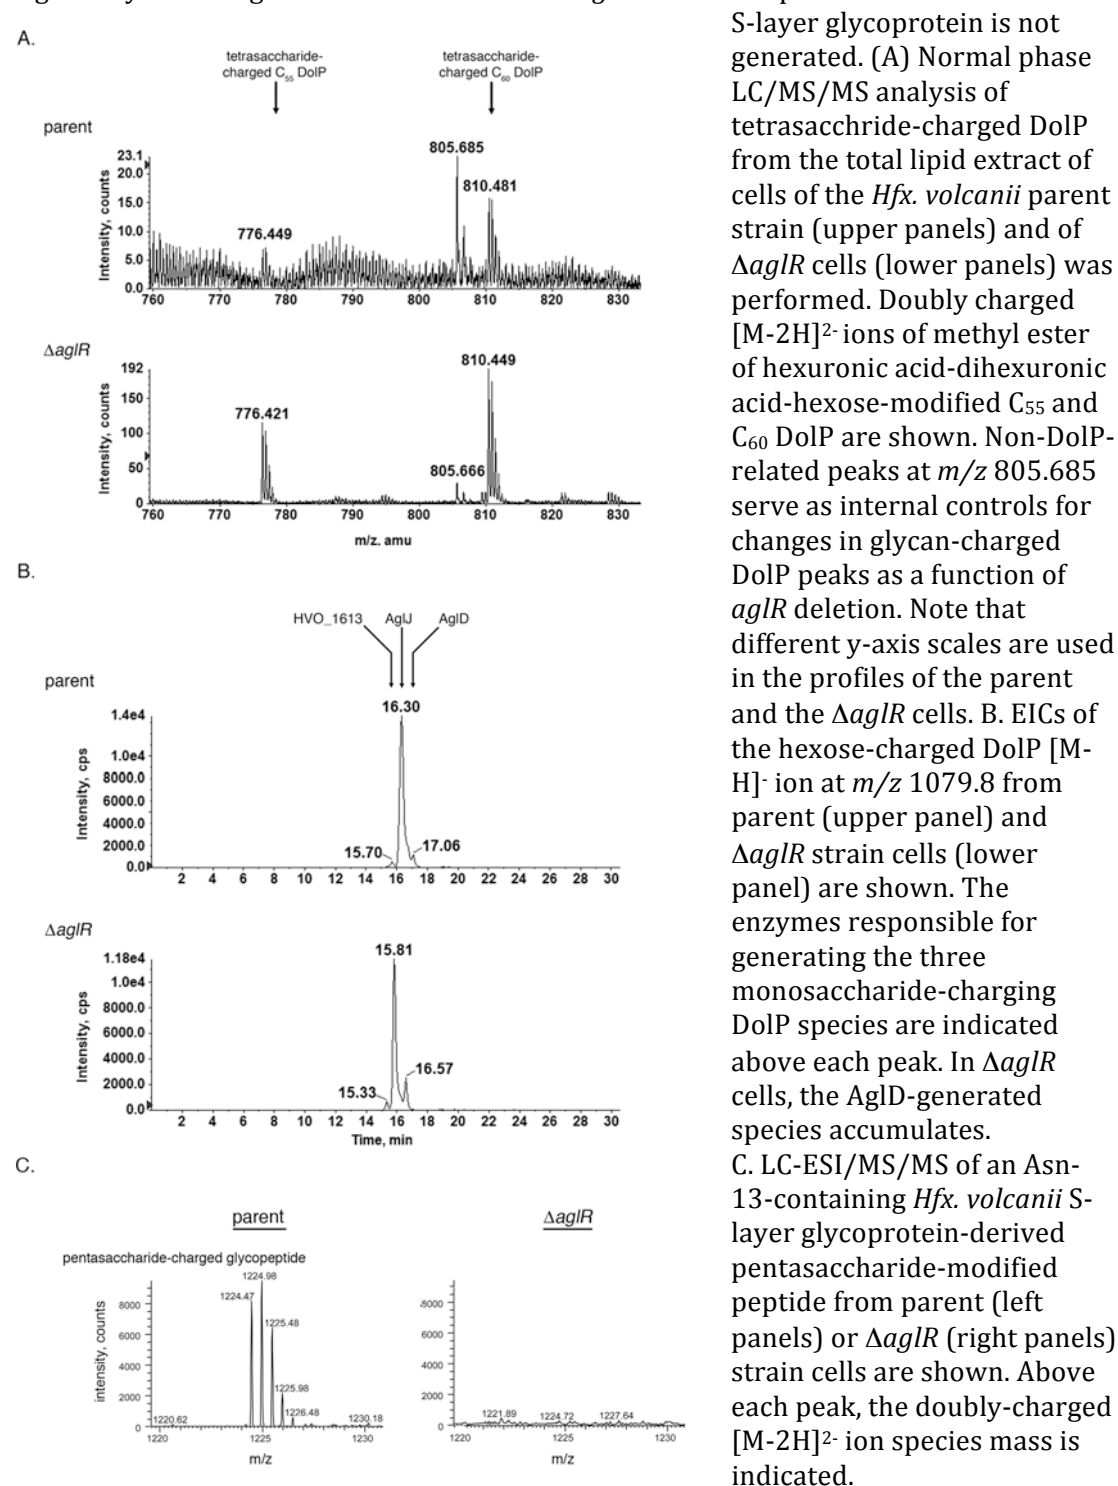 A.
tetrasaccharide-
charged C55 DolP
tetrasaccharide-
charged C60 DolP
parent
Intensity, counts
23.1
20.0
15.0
10.0
5.0
0.0
776.449
805.685
810.481
760 770 780 790 800 810 820 830
ΔaglR
Intensity, counts
192
150
100
50
0
776.421
805.666
810.449
760 770 780 790 800 810 820 830
m/z. amu
B.
HVO_1613 AglJ AglD
parent
Intensity, cps
1.4e4
1.0e4
8000.0
6000.0
4000.0
2000.0
0.0
16.30
15.70
17.06
2 4 6 8 10 12 14 16 18 20 22 24 26 28 30
ΔaglR
Intensity, cps
1.18e4
1.0e4
8000.0
6000.0
4000.0
2000.0
0.0
15.81
15.33
16.57
2 4 6 8 10 12 14 16 18 20 22 24 26 28 30
Time, min
C.
parent
pentasaccharide-charged glycopeptide
intensity, counts
8000
6000
4000
2000
0
1220.62
1224.47
1224.98
1225.48
1225.98
1226.48
1230.18
1220 1225 1230
m/z
ΔaglR
8000
6000
4000
2000
0
1221.89
1224.72
1227.64
1220 1225 1230
m/z
S-layer glycoprotein is not
generated. (A) Normal phase
LC/MS/MS analysis of
tetrasacchride-charged DolP
from the total lipid extract of
cells of the Hfx. volcanii parent
strain (upper panels) and of
ΔaglR cells (lower panels) was
performed. Doubly charged
[M-2H]2- ions of methyl ester
of hexuronic acid-dihexuronic
acid-hexose-modified C55 and
C60 DolP are shown. Non-DolP-
related peaks at m/z 805.685
serve as internal controls for
changes in glycan-charged
DolP peaks as a function of
aglR deletion. Note that
different y-axis scales are used
in the profiles of the parent
and the ΔaglR cells. B. EICs of
the hexose-charged DolP [M-
H]- ion at m/z 1079.8 from
parent (upper panel) and
ΔaglR strain cells (lower
panel) are shown. The
enzymes responsible for
generating the three
monosaccharide-charging
DolP species are indicated
above each peak. In ΔaglR
cells, the AglD-generated
species accumulates.
C. LC-ESI/MS/MS of an Asn-
13-containing Hfx. volcanii S-
layer glycoprotein-derived
pentasaccharide-modified
peptide from parent (left
panels) or ΔaglR (right panels)
strain cells are shown. Above
each peak, the doubly-charged
[M-2H]2- ion species mass is
indicated.